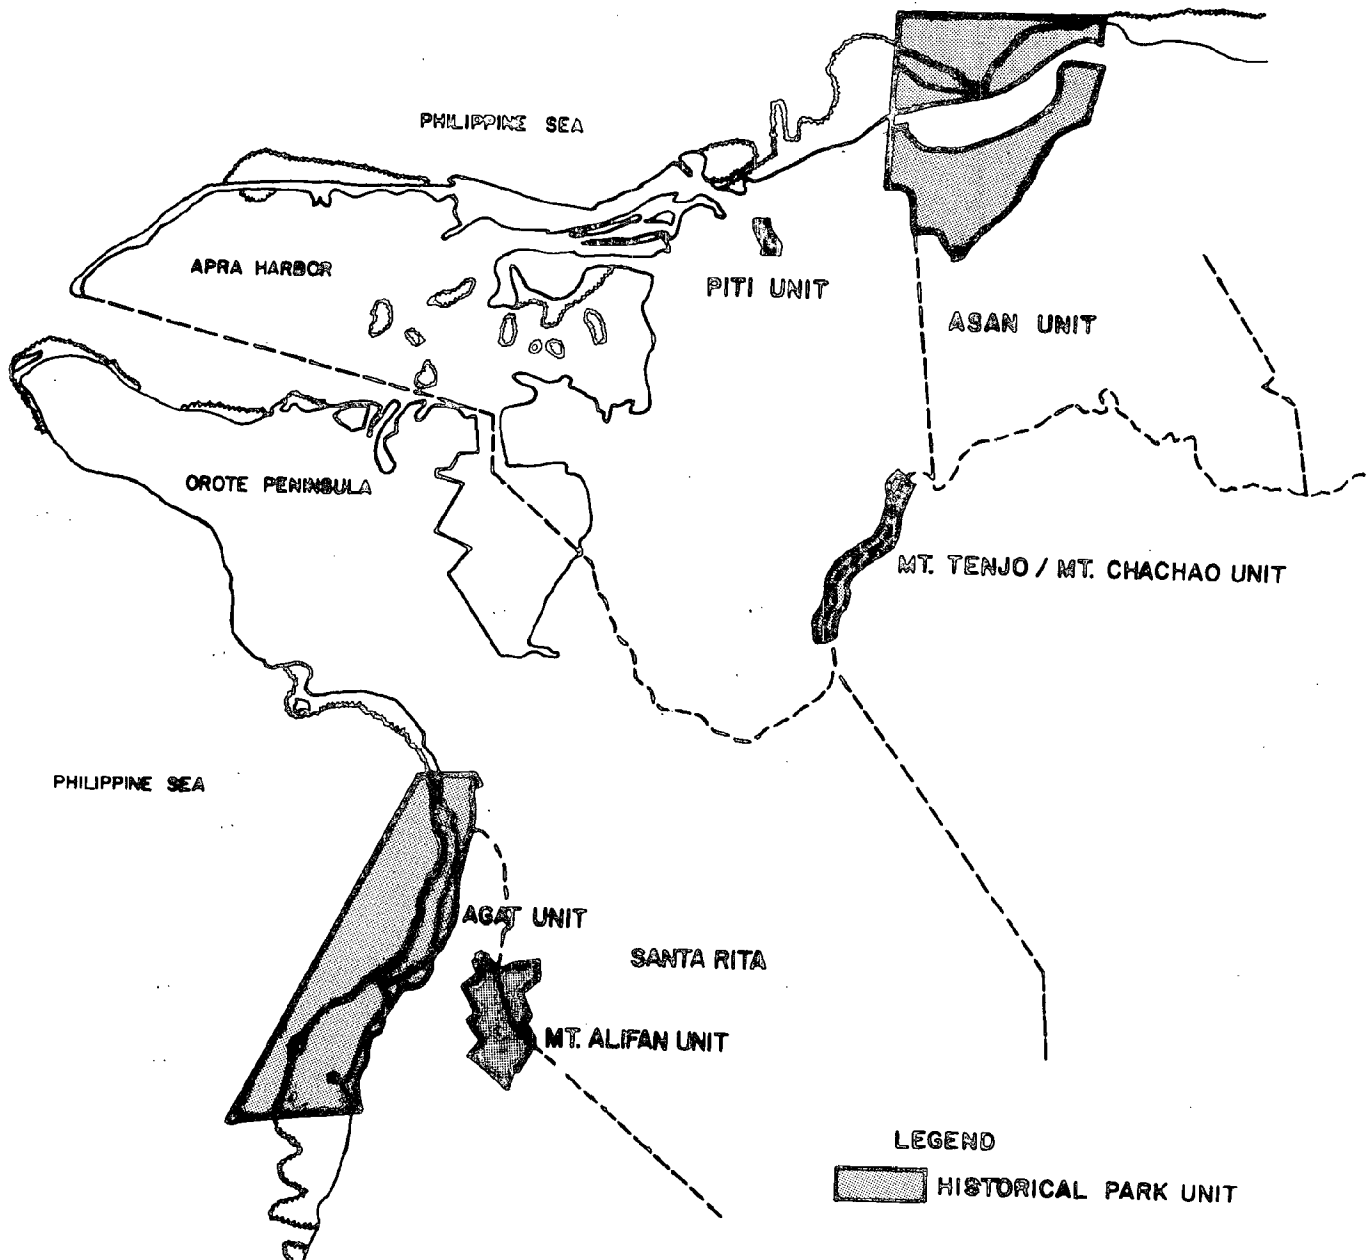 PHILIPPINE SEA
APRA HARBOR
PITI UNIT
ASAN UNIT
OROTE PENINSULA
MT. TENJO / MT. CHACHAO UNIT
PHILIPPINE SEA
AGAT UNIT
SANTA RITA
MT. ALIFAN UNIT
LEGEND
HISTORICAL PARK UNIT